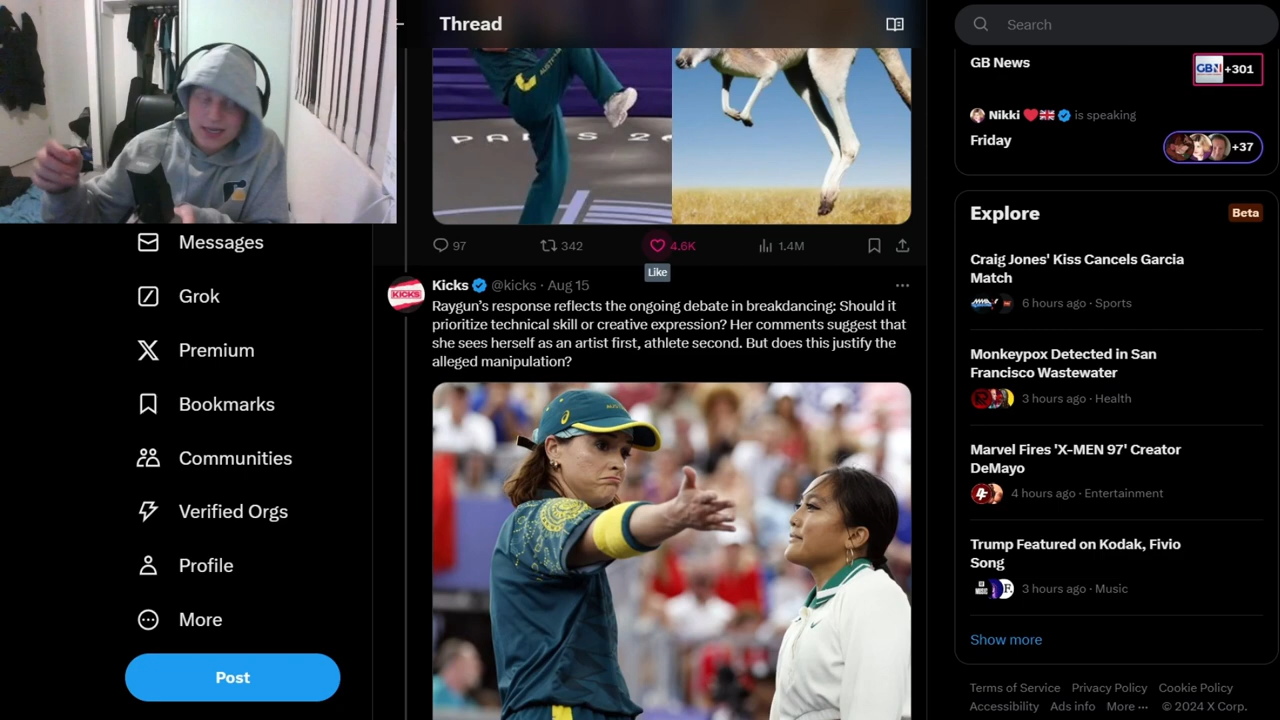 Thread
AUSTRALIA
PARIS 2
97
342
4.6K
1.4M
Like
KICKS
Kicks @kicks · Aug 15
Raygun’s response reflects the ongoing debate in breakdancing: Should it
prioritize technical skill or creative expression? Her comments suggest that
she sees herself as an artist first, athlete second. But does this justify the
alleged manipulation?
Messages
Grok
Premium
Bookmarks
Communities
Verified Orgs
Profile
More
Post
Search
GB News
GBN
+301
Nikki is speaking
Friday
+37
Explore
Beta
Craig Jones' Kiss Cancels Garcia
Match
6 hours ago · Sports
Monkeypox Detected in San
Francisco Wastewater
3 hours ago · Health
Marvel Fires 'X-MEN 97' Creator
DeMayo
4 hours ago · Entertainment
Trump Featured on Kodak, Fivio
Song
3 hours ago · Music
Show more
Terms of Service Privacy Policy Cookie Policy
Accessibility Ads info More ··· © 2024 X Corp.